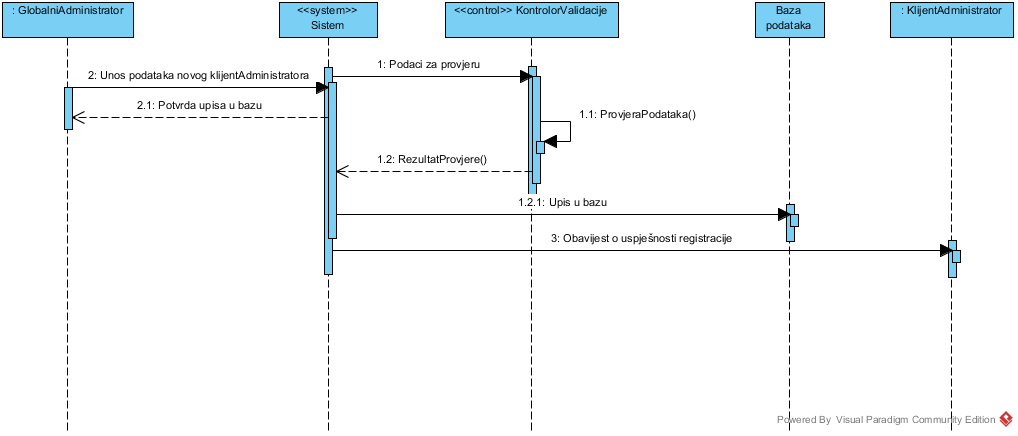 : GlobalniAdministrator
<<system>>
Sistem
<<control>> KontrolorValidacije
Baza
podataka
: KlijentAdministrator
1: Podaci za provjeru
2: Unos podataka novog klijentAdministratora
2.1: Potvrda upisa u bazu
1.1: ProvjeraPodataka()
1.2: RezultatProvjere()
1.2.1: Upis u bazu
3: Obavijest o uspješnosti registracije
Powered By Visual Paradigm Community Edition